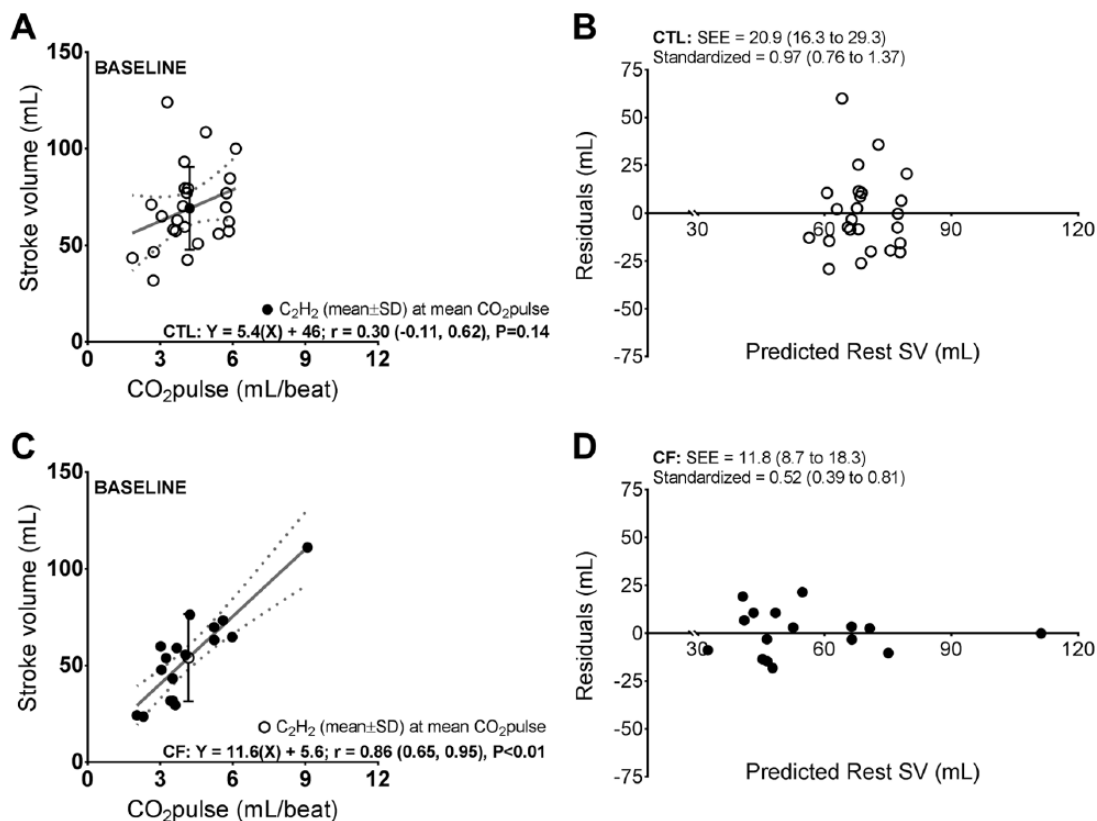 A
150
BASELINE
100
50
0
Stroke volume (mL)
● C₂H₂ (mean±SD) at mean CO₂pulse
CTL: Y = 5.4(X) + 46; r = 0.30 (-0.11, 0.62), P=0.14
0 3 6 9 12
CO₂pulse (mL/beat)
B
CTL: SEE = 20.9 (16.3 to 29.3)
Standardized = 0.97 (0.76 to 1.37)
75
50
25
0
-25
-50
-75
Residuals (mL)
30 60 90 120
Predicted Rest SV (mL)
C
150
BASELINE
100
50
0
Stroke volume (mL)
○ C₂H₂ (mean±SD) at mean CO₂pulse
CF: Y = 11.6(X) + 5.6; r = 0.86 (0.65, 0.95), P<0.01
0 3 6 9 12
CO₂pulse (mL/beat)
D
CF: SEE = 11.8 (8.7 to 18.3)
Standardized = 0.52 (0.39 to 0.81)
75
50
25
0
-25
-50
-75
Residuals (mL)
30 60 90 120
Predicted Rest SV (mL)